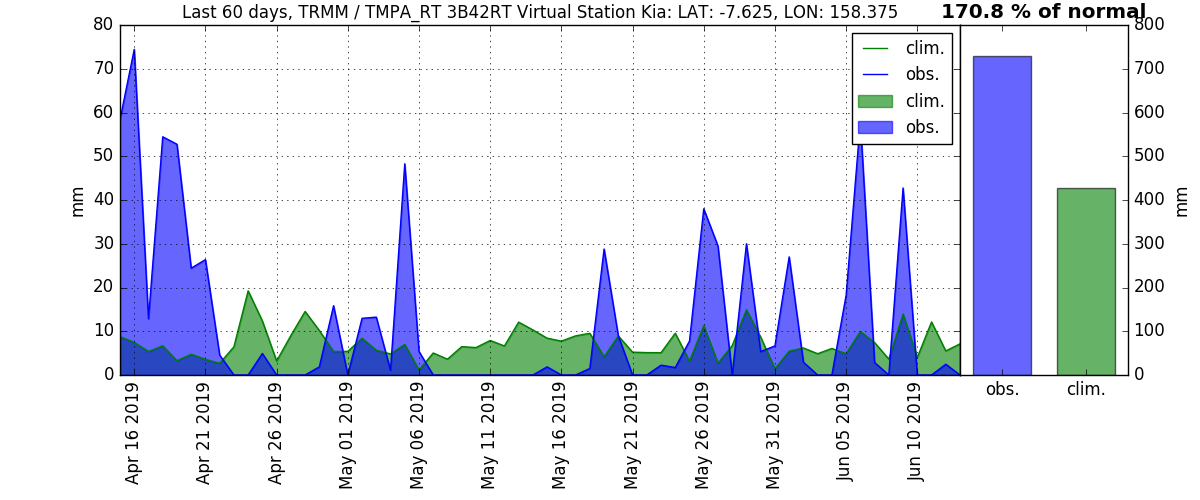 Last 60 days, TRMM / TMPA_RT 3B42RT Virtual Station Kia: LAT: -7.625, LON: 158.375
170.8 % of normal
80
70
60
50
40
30
20
10
0
mm
clim.
obs.
clim.
obs.
800
700
600
500
400
300
200
100
0
mm
Apr 16 2019
Apr 21 2019
Apr 26 2019
May 01 2019
May 06 2019
May 11 2019
May 16 2019
May 21 2019
May 26 2019
May 31 2019
Jun 05 2019
Jun 10 2019
obs.
clim.